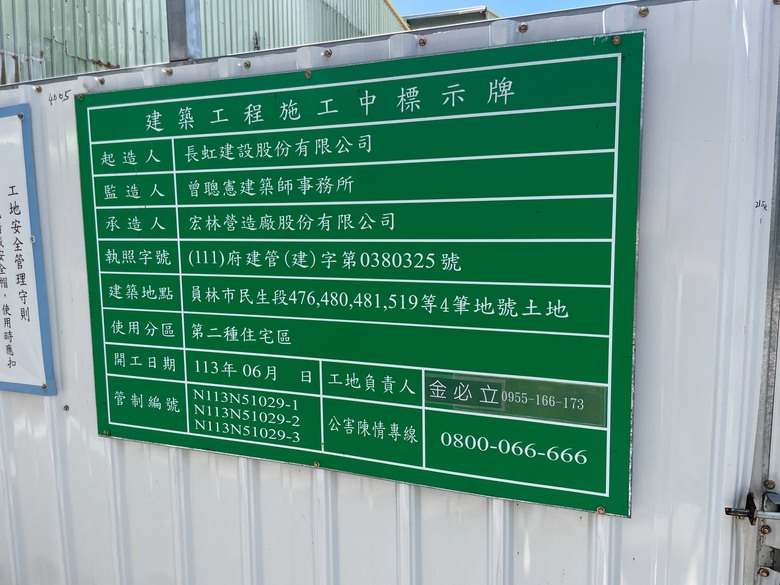 建築工程施工中標示牌
起造人 長虹建設股份有限公司
監造人 曾聰憲建築師事務所
承造人 宏林營造廠股份有限公司
執照字號 (111)府建管(建)字第0380325號
建築地點 員林市民生段476,480,481,519等4筆地號土地
使用分區 第二種住宅區
開工日期 113年06月 日 工地負責人 金必立 0955-166-173
管制編號 N113N51029-1
N113N51029-2
N113N51029-3
公害陳情專線 0800-066-666
工地安全管理守則
安全帽，使用時應扣
4005